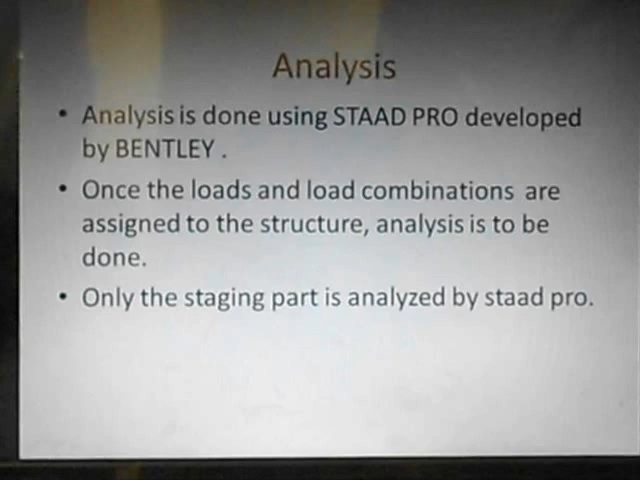 Analysis
• Analysis is done using STAAD PRO developed
by BENTLEY .
• Once the loads and load combinations are
assigned to the structure, analysis is to be
done.
• Only the staging part is analyzed by staad pro.